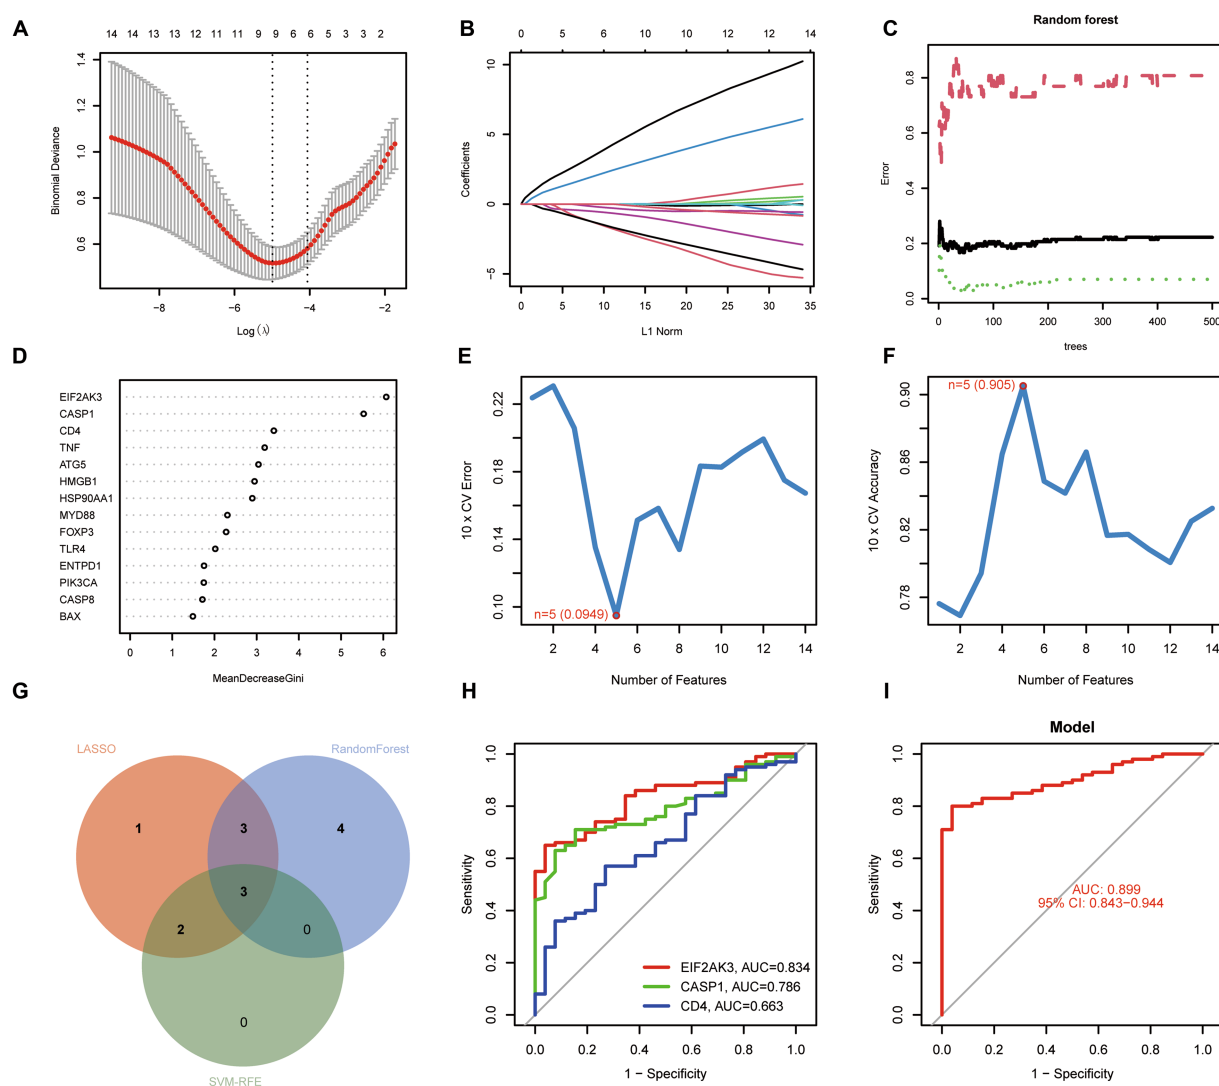 A
14 14 13 13 12 11 11 9 9 6 6 5 3 3 2
Binomial Deviance
1.4
1.2
1.0
0.8
0.6
−8 −6 −4 −2
Log (λ)
B
0 5 6 6 6 12 13 14
Coefficients
10
5
0
−5
0 5 10 15 20 25 30 35
L1 Norm
C
Random forest
Error
0.8
0.6
0.4
0.2
0.0
0 100 200 300 400 500
trees
D
EIF2AK3
CASP1
CD4
TNF
ATG5
HMGB1
HSP90AA1
MYD88
FOXP3
TLR4
ENTPD1
PIK3CA
CASP8
BAX
0 1 2 3 4 5 6
MeanDecreaseGini
E
10 x CV Error
0.22
0.18
0.14
0.10
n=5 (0.0949)
2 4 6 8 10 12 14
Number of Features
F
10 x CV Accuracy
0.90
0.86
0.82
0.78
n=5 (0.905)
2 4 6 8 10 12 14
Number of Features
G
LASSO
RandomForest
1 3 4
3
2 0
0
SVM-RFE
H
Sensitivity
1.0
0.8
0.6
0.4
0.2
0.0
EIF2AK3, AUC=0.834
CASP1, AUC=0.786
CD4, AUC=0.663
0.0 0.2 0.4 0.6 0.8 1.0
1 − Specificity
I
Model
Sensitivity
1.0
0.8
0.6
0.4
0.2
0.0
AUC: 0.899
95% CI: 0.843−0.944
0.0 0.2 0.4 0.6 0.8 1.0
1 − Specificity